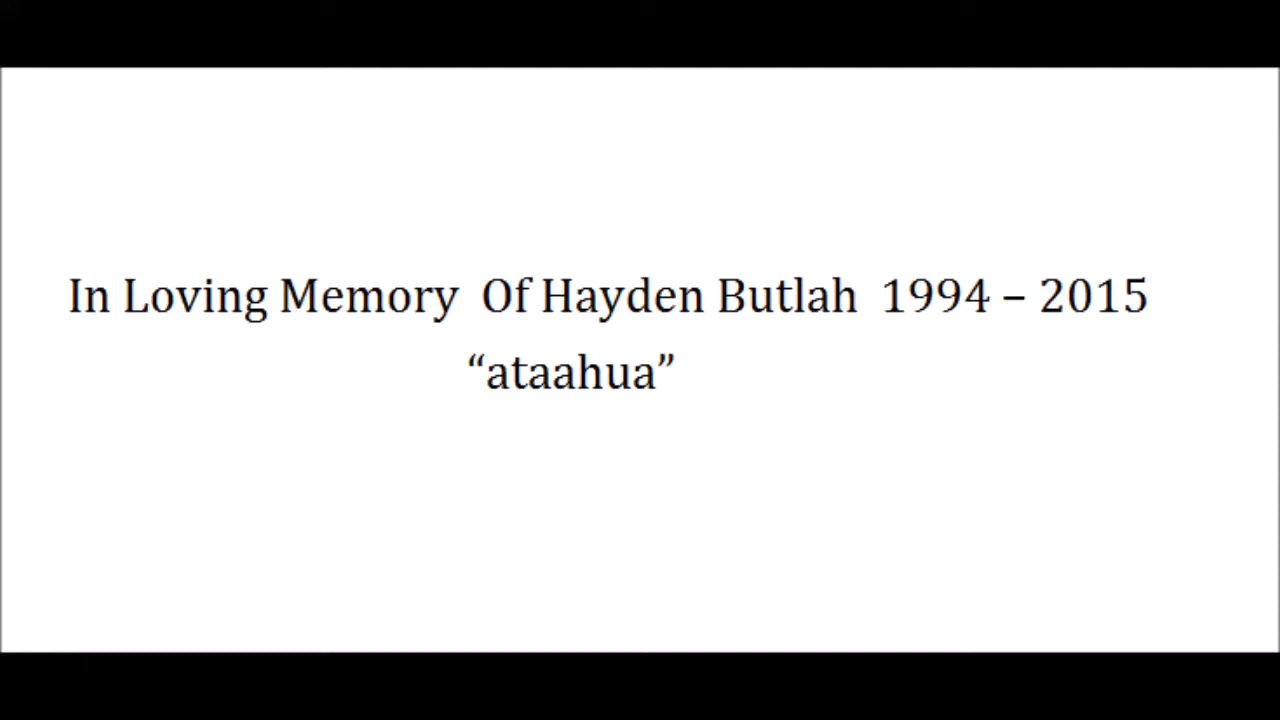 In Loving Memory  Of Hayden Butlah  1994 – 2015
“ataahua”